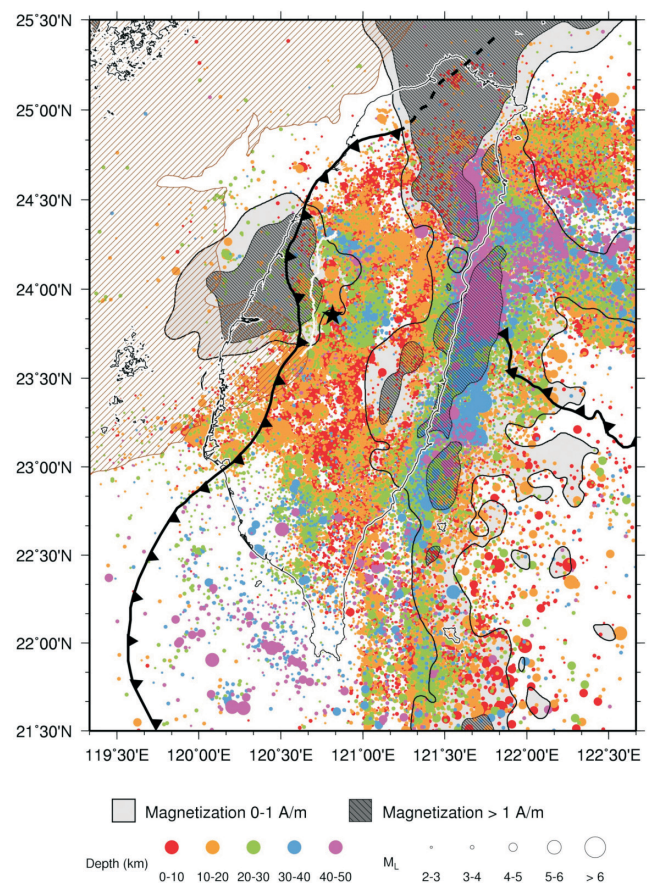 25°30'N
25°00'N
24°30'N
24°00'N
23°30'N
23°00'N
22°30'N
22°00'N
21°30'N
119°30'E 120°00'E 120°30'E 121°00'E 121°30'E 122°00'E 122°30'E
Magnetization 0-1 A/m Magnetization > 1 A/m
Depth (km) 0-10 10-20 20-30 30-40 40-50 ML 2-3 3-4 4-5 5-6 > 6